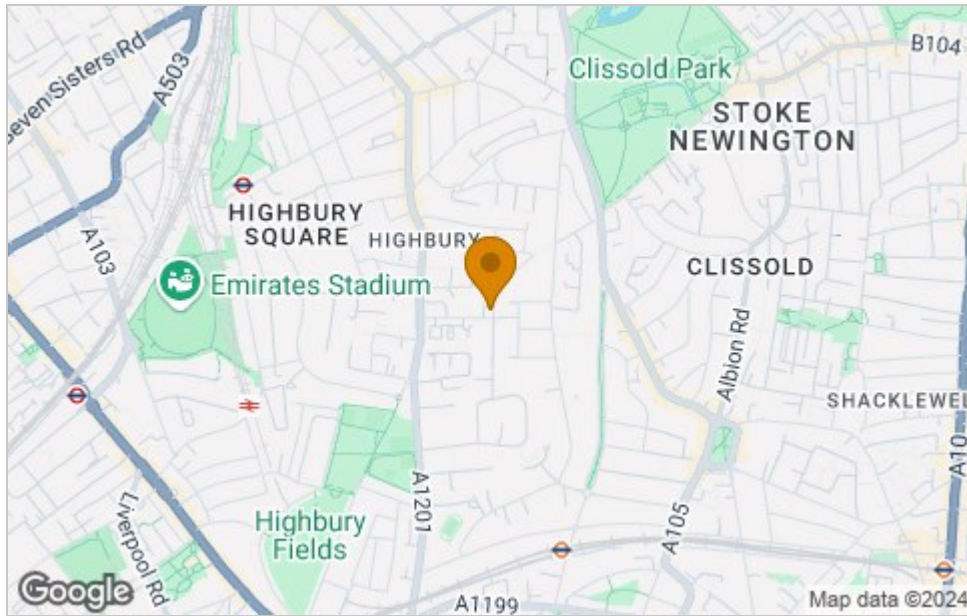 Seven Sisters Rd
A503
B104
Clissold Park
STOKE
NEWINGTON
HIGHBURY
SQUARE
HIGHBURY
A103
Emirates Stadium
CLISSOLD
Albion Rd
SHACKLEWEL
A10
Highbury
Fields
A1201
Liverpool Rd
A105
A1199
Google
Map data ©2024